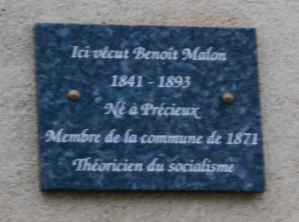 Ici vécut Benoît Malon
1841 - 1893
Né à Précieux
Membre de la commune de 1871
Théoricien du socialisme